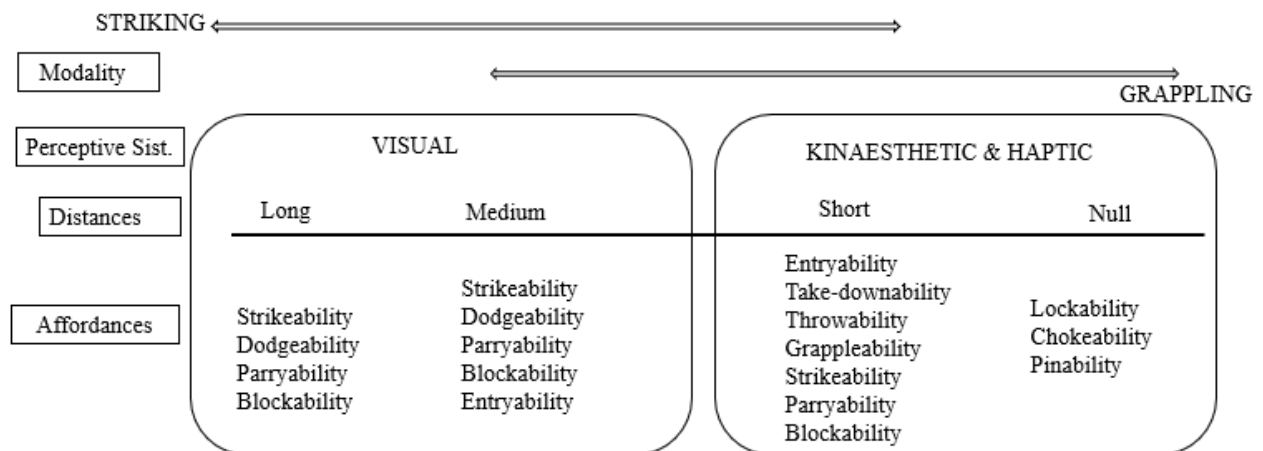 STRIKING
Modality
GRAPPLING
Perceptive Sist.
VISUAL
KINAESTHETIC & HAPTIC
Distances
Long
Medium
Short
Null
Affordances
Strikeability
Dodgeability
Parryability
Blockability
Strikeability
Dodgeability
Parryability
Blockability
Entryability
Entryability
Take-downability
Throwability
Grappleability
Strikeability
Parryability
Blockability
Lockability
Chokeability
Pinability